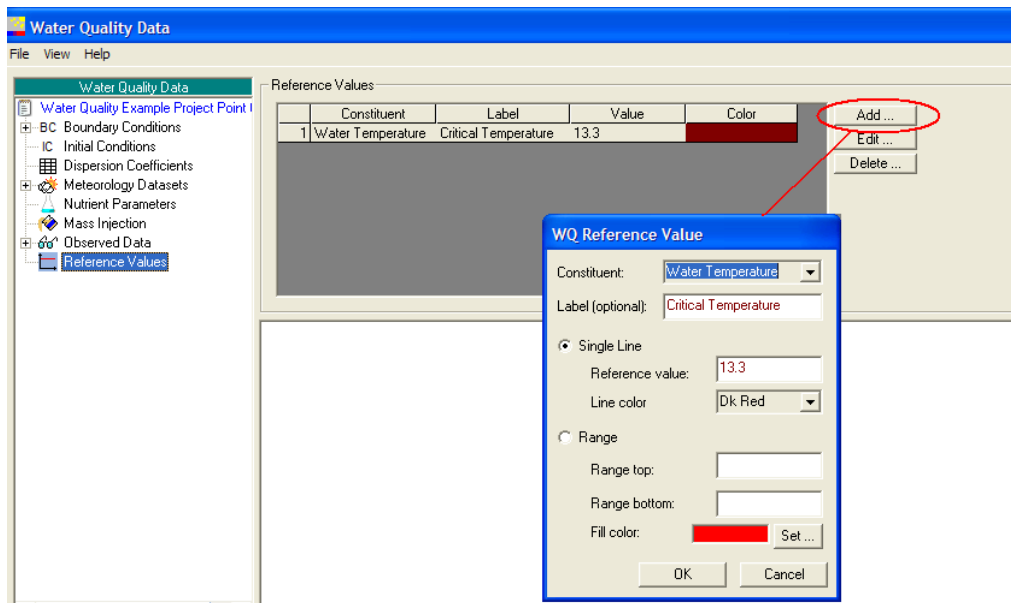 Water Quality Data
File View Help
Water Quality Data
Water Quality Example Project Point
BC Boundary Conditions
IC Initial Conditions
Dispersion Coefficients
Meteorology Datasets
Nutrient Parameters
Mass Injection
Observed Data
Reference Values
Reference Values
Constituent Label Value Color
1 Water Temperature Critical Temperature 13.3
Add ...
Edit ...
Delete ...
WQ Reference Value
Constituent: Water Temperature
Label (optional): Critical Temperature
Single Line
Reference value: 13.3
Line color Dk Red
Range
Range top:
Range bottom:
Fill color: Set ...
OK Cancel